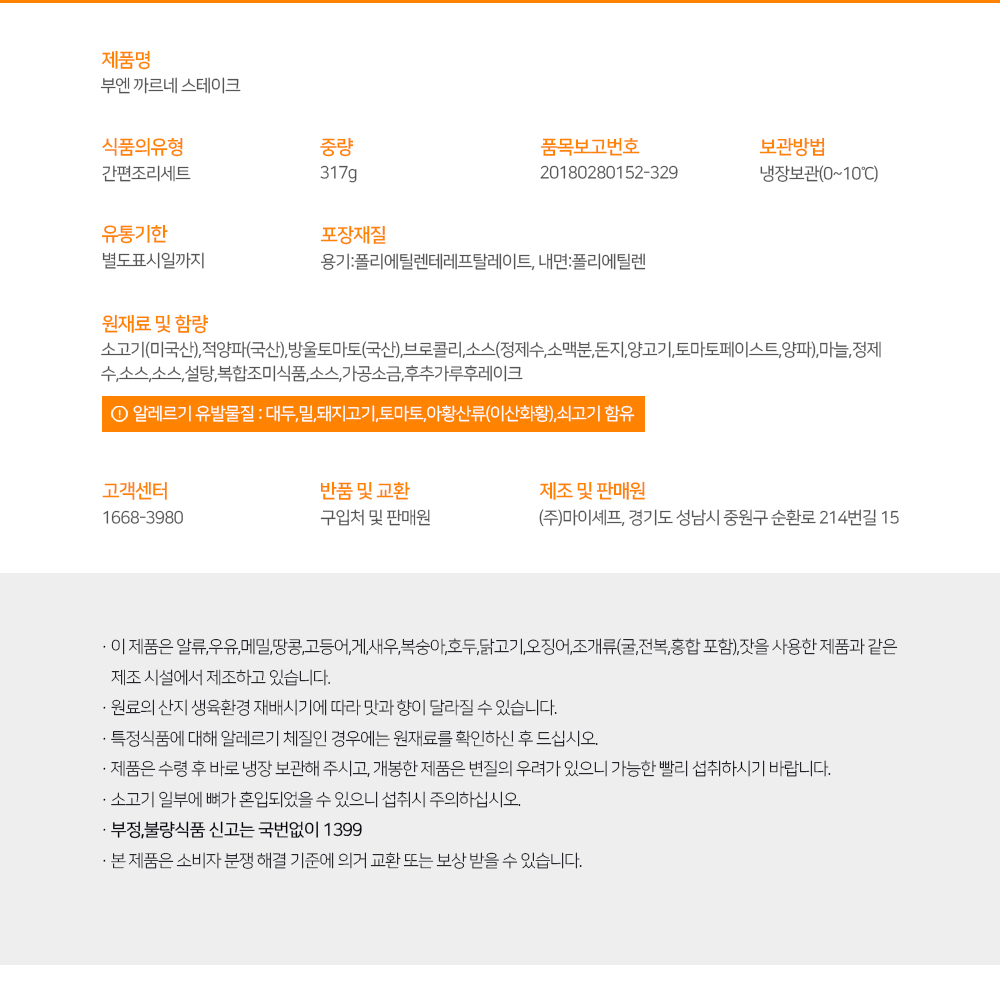 제품명
부엔 까르네 스테이크
식품의유형
간편조리세트
중량
317g
품목보고번호
20180280152-329
보관방법
냉장보관(0~10℃)
유통기한
별도표시일까지
포장재질
용기:폴리에틸렌테레프탈레이트, 내면:폴리에틸렌
원재료 및 함량
소고기(미국산),적양파(국산),방울토마토(국산),브로콜리,소스(정제수,소맥분,돈지,양고기,토마토페이스트,양파),마늘,정제
수,소스,소스,설탕,복합조미식품,소스,가공소금,후추가루후레이크
알레르기 유발물질 : 대두,밀,돼지고기,토마토,아황산류(이산화황),쇠고기 함유
고객센터
1668-3980
반품 및 교환
구입처 및 판매원
제조 및 판매원
(주)마이셰프, 경기도 성남시 중원구 순환로 214번길 15
· 이 제품은 알류,우유,메밀,땅콩,고등어,게,새우,복숭아,호두,닭고기,오징어,조개류(굴,전복,홍합 포함),잣을 사용한 제품과 같은
제조 시설에서 제조하고 있습니다.
· 원료의 산지 생육환경 재배시기에 따라 맛과 향이 달라질 수 있습니다.
· 특정식품에 대해 알레르기 체질인 경우에는 원재료를 확인하신 후 드십시오.
· 제품은 수령 후 바로 냉장 보관해 주시고, 개봉한 제품은 변질의 우려가 있으니 가능한 빨리 섭취하시기 바랍니다.
· 소고기 일부에 뼈가 혼입되었을 수 있으니 섭취시 주의하십시오.
· 부정,불량식품 신고는 국번없이 1399
· 본 제품은 소비자 분쟁 해결 기준에 의거 교환 또는 보상 받을 수 있습니다.